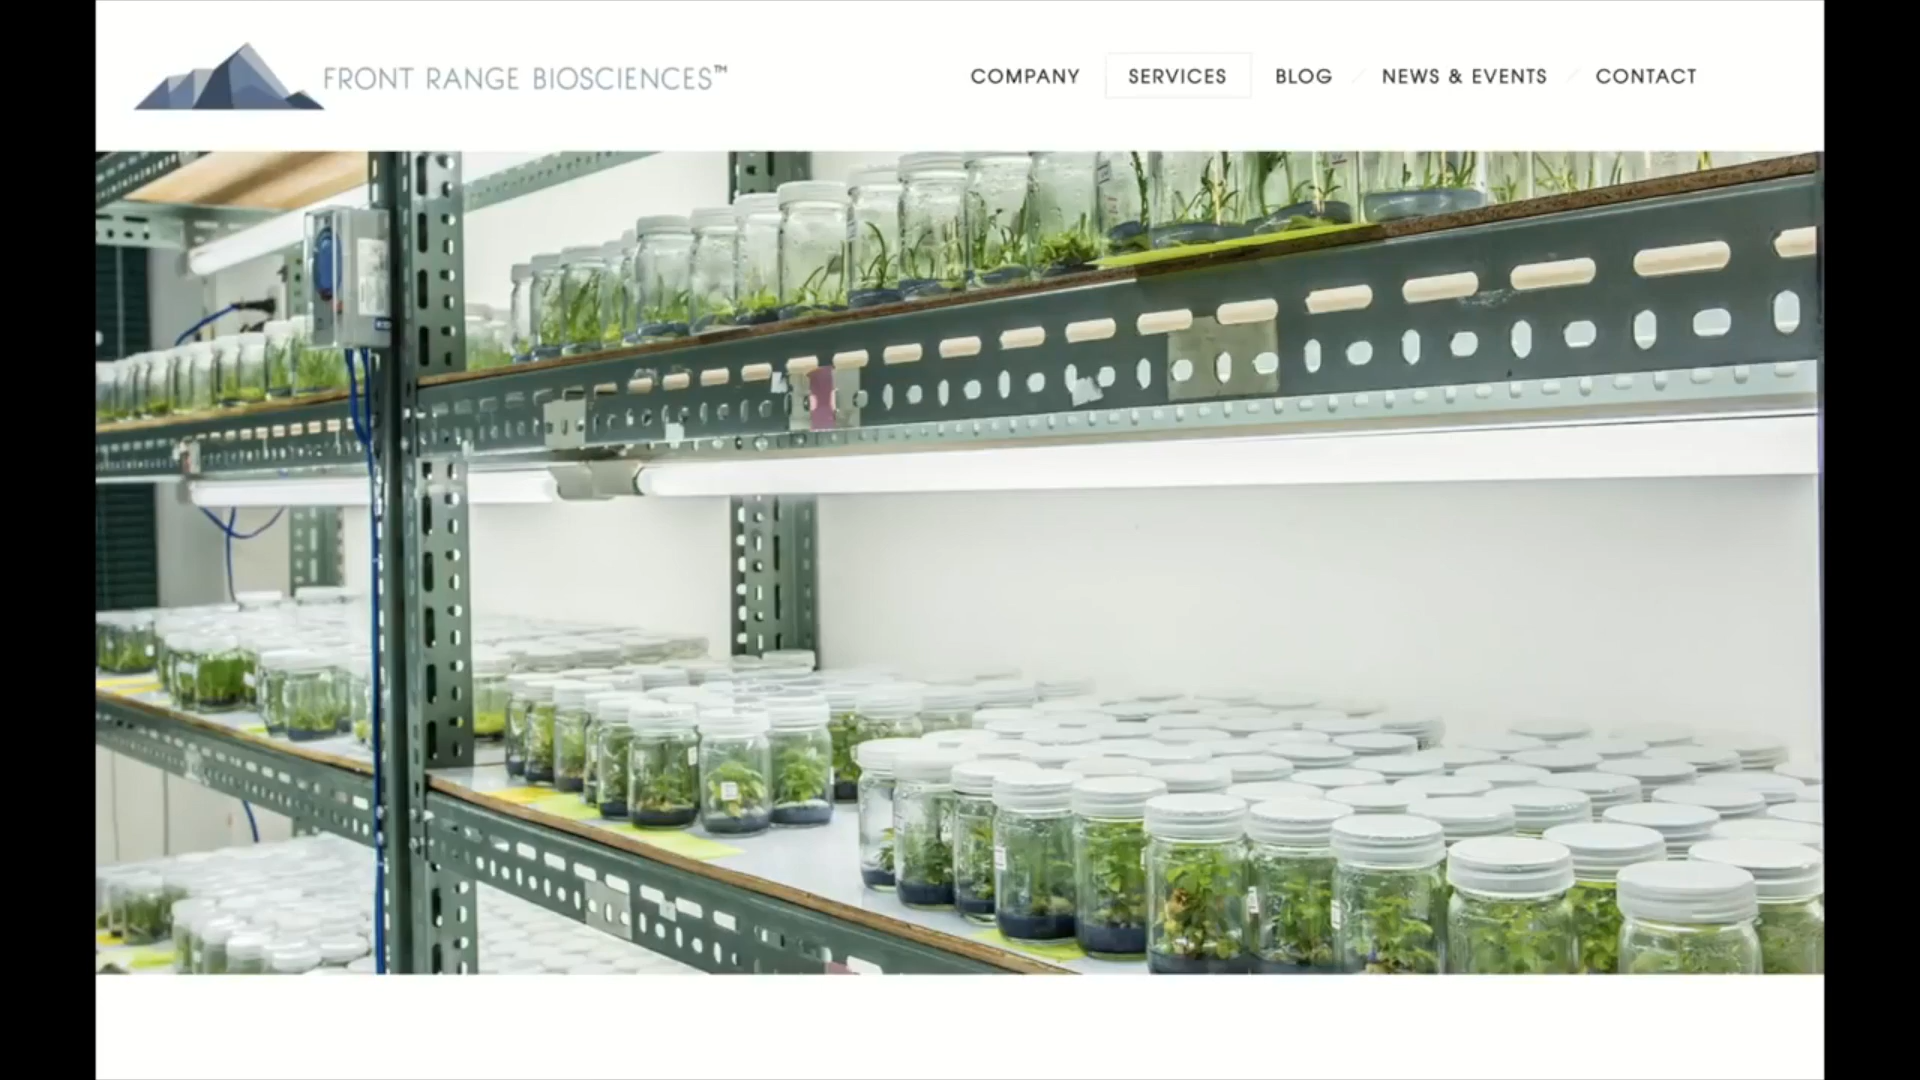 FRONT RANGE BIOSCIENCES™
COMPANY
SERVICES
BLOG
NEWS & EVENTS
CONTACT